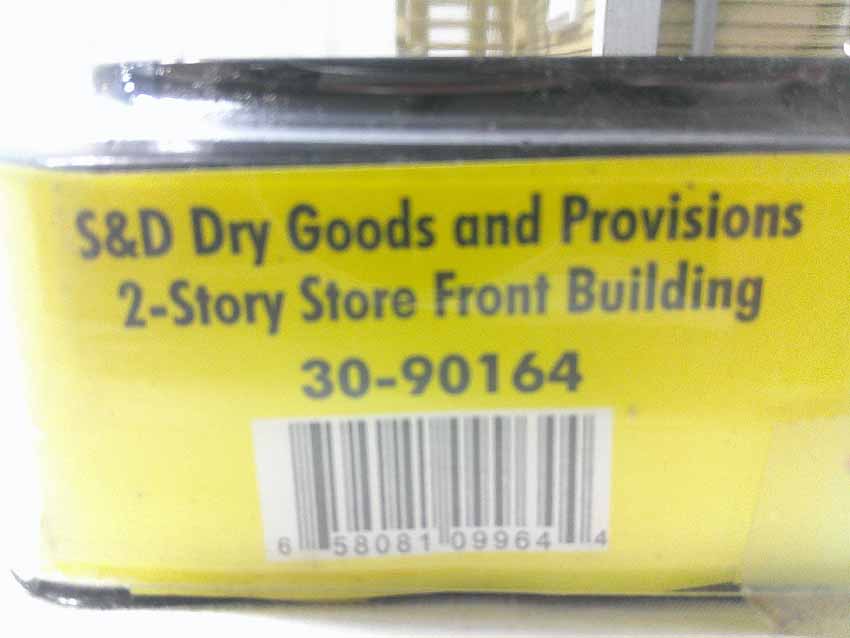 S&D Dry Goods and Provisions
2-Story Store Front Building
30-90164
6 58081 09964 4